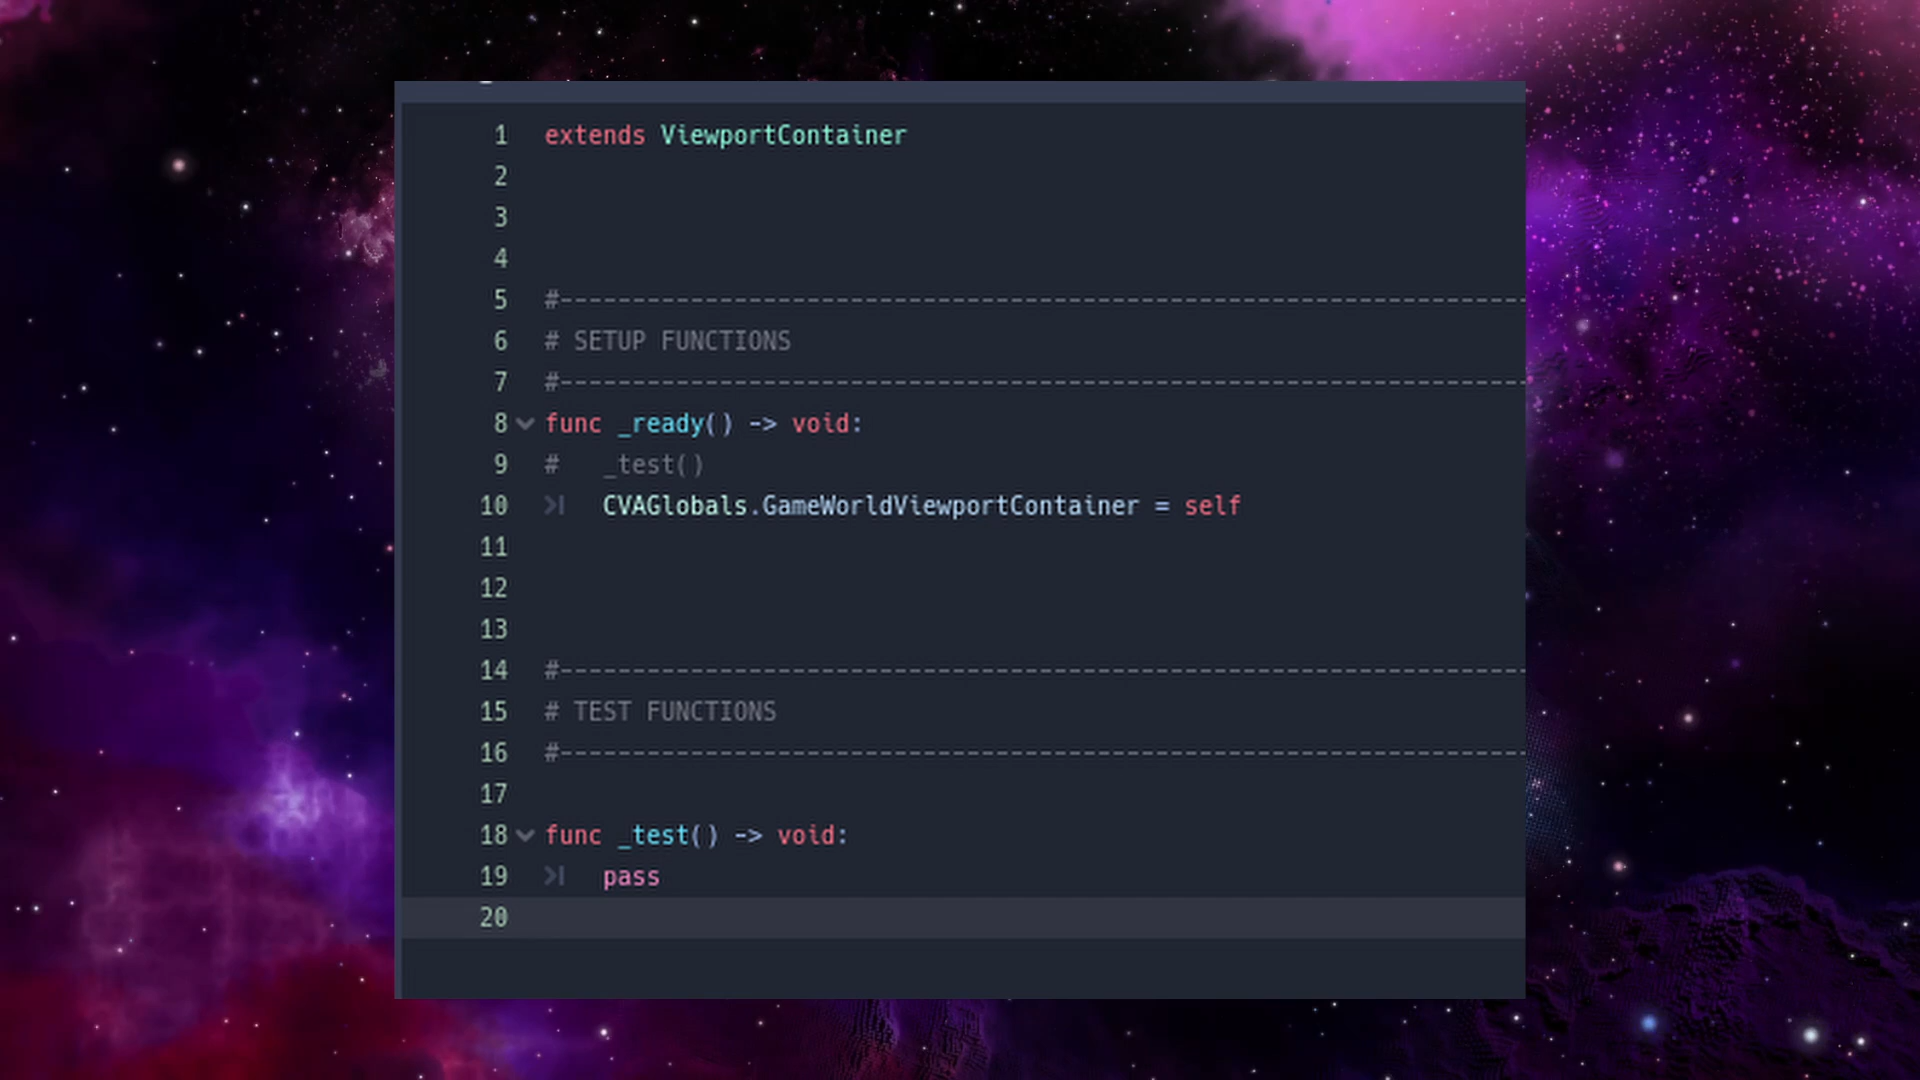 1 extends ViewportContainer
2
3
4
5 #-------------------------------------------------------------------
6 # SETUP FUNCTIONS
7 #-------------------------------------------------------------------
8 func _ready() -> void:
9 #   _test()
10 CVAGlobals.GameWorldViewportContainer = self
11
12
13
14 #-------------------------------------------------------------------
15 # TEST FUNCTIONS
16 #-------------------------------------------------------------------
17
18 func _test() -> void:
19 pass
20